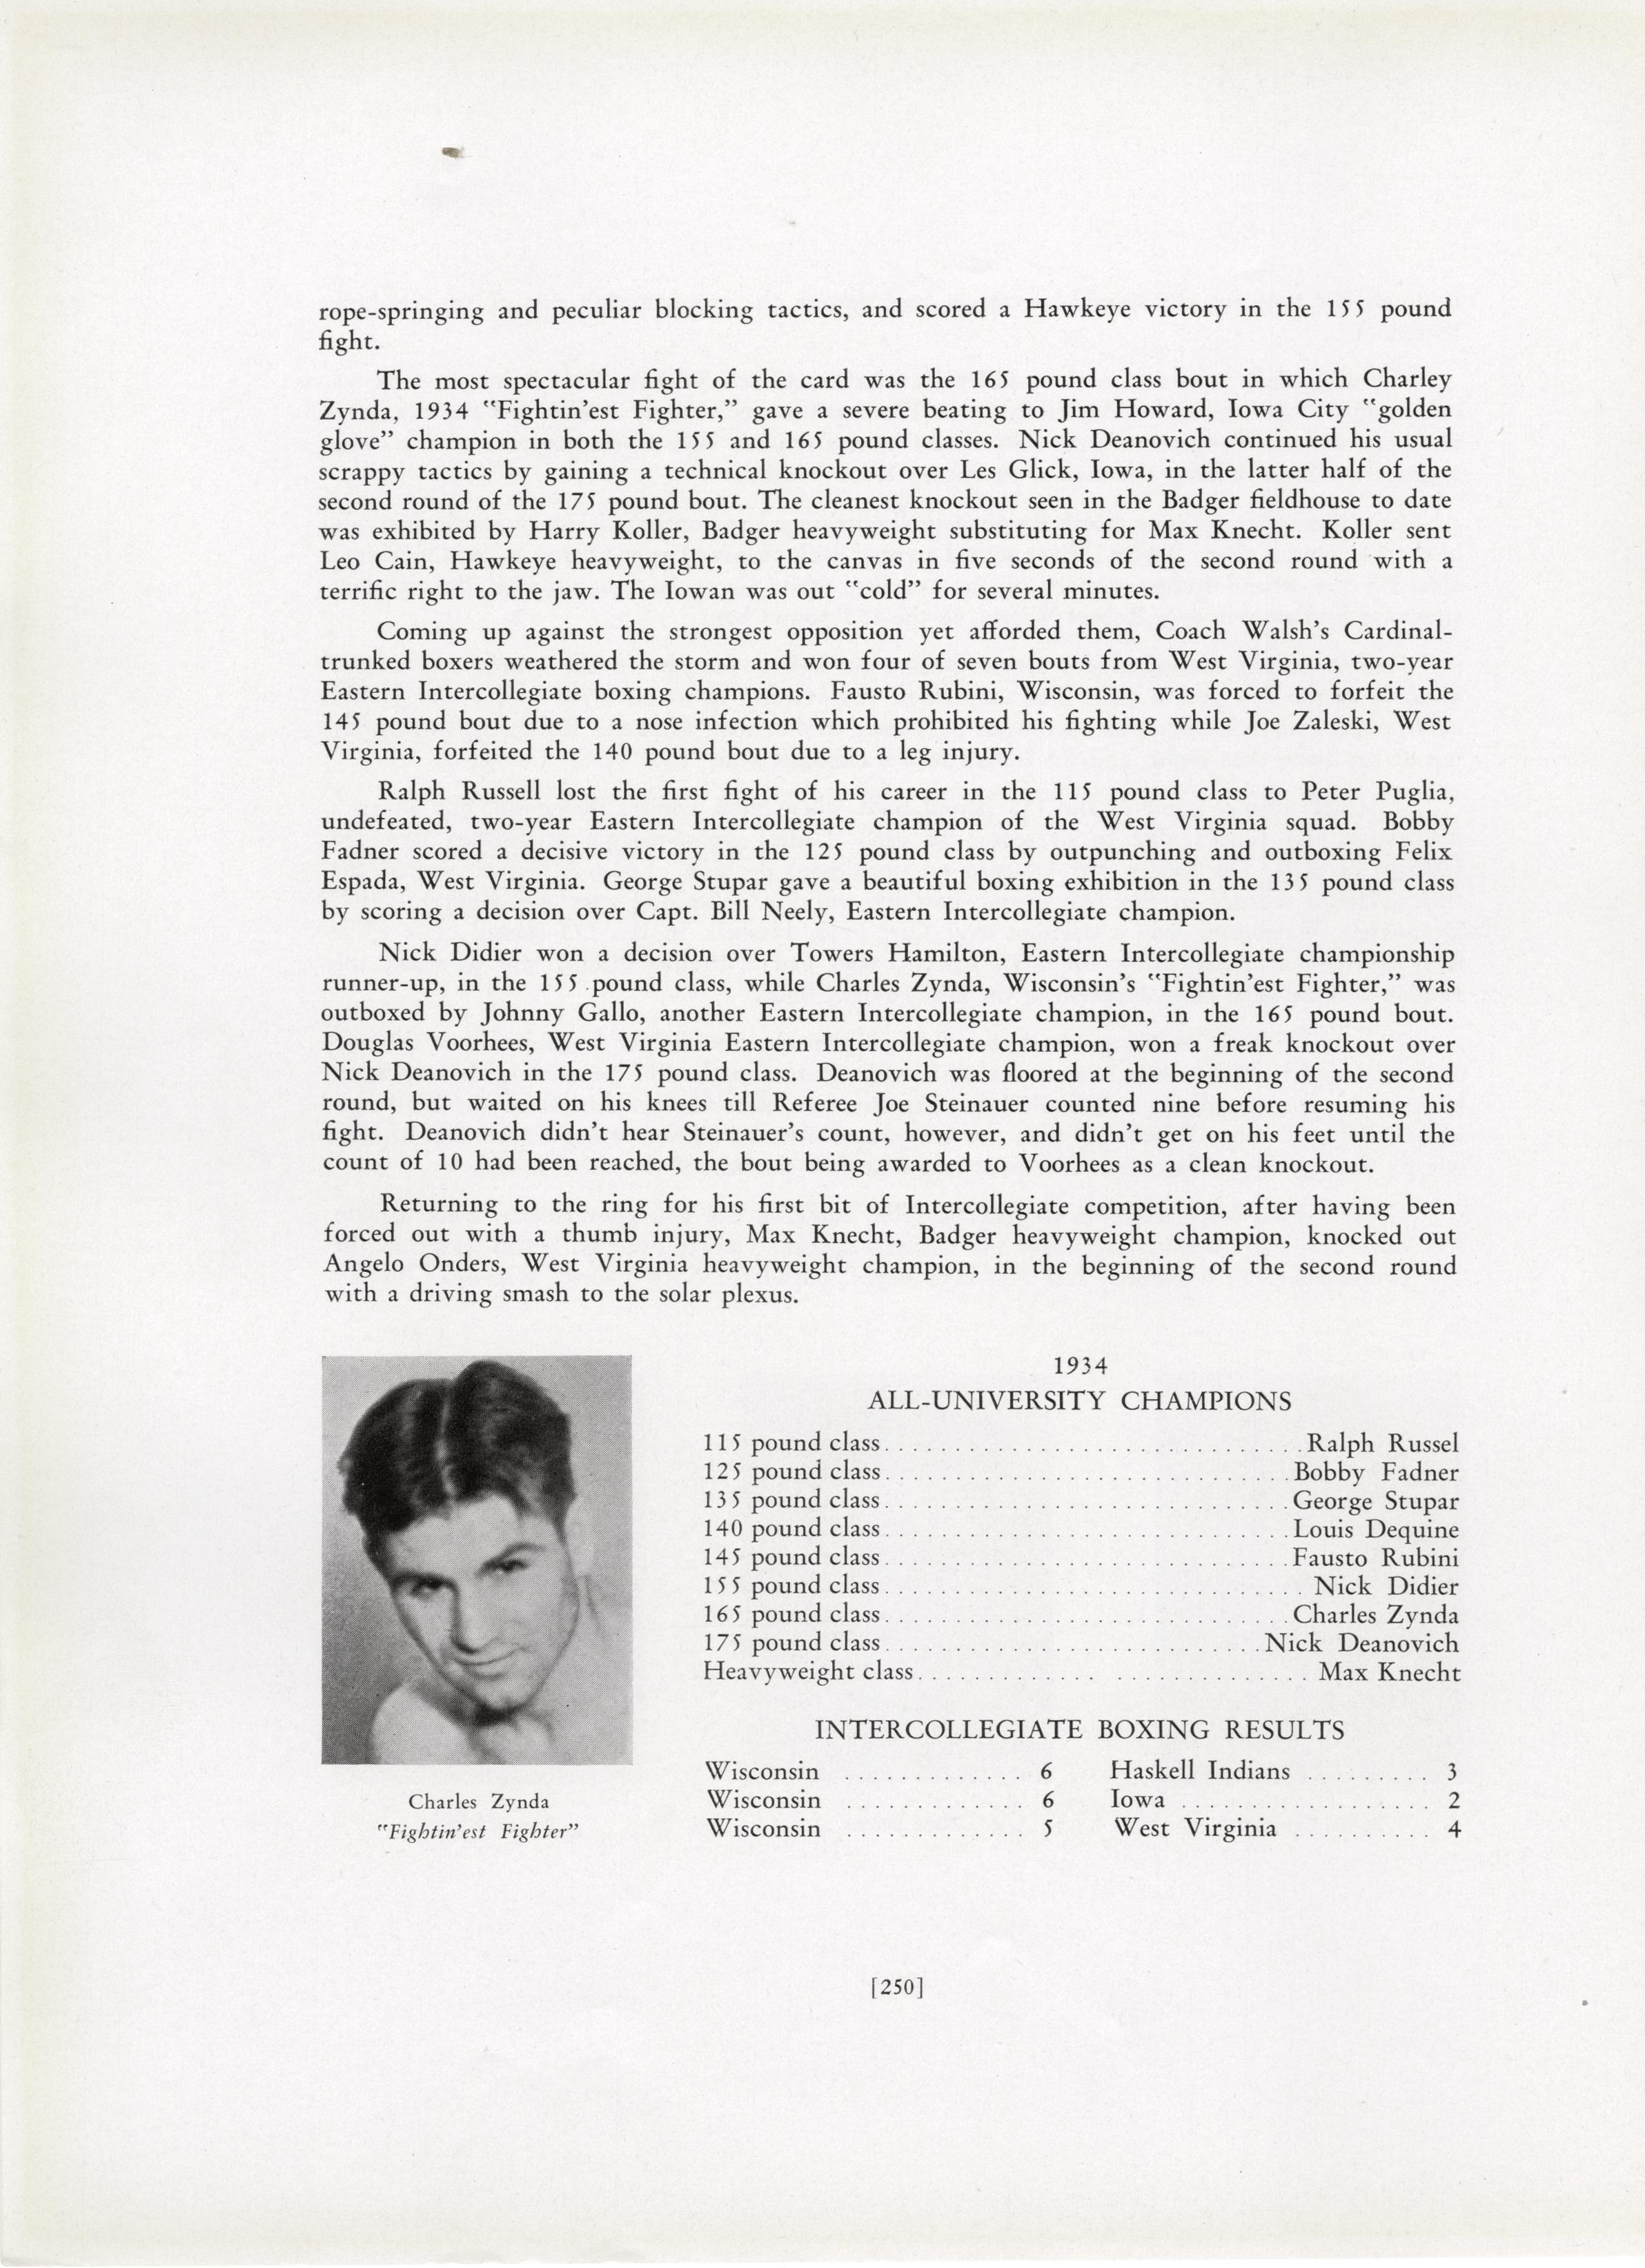 rope-springing and peculiar blocking tactics, and scored a Hawkeye victory in the 155 pound
fight.
The most spectacular fight of the card was the 165 pound class bout in which Charley
Zynda, 1934 "Fightin'est Fighter," gave a severe beating to Jim Howard, Iowa City "golden
glove" champion in both the 155 and 165 pound classes. Nick Deanovich continued his usual
scrappy tactics by gaining a technical knockout over Les Glick, Iowa, in the latter half of the
second round of the 175 pound bout. The cleanest knockout seen in the Badger fieldhouse to date
was exhibited by Harry Koller, Badger heavyweight substituting for Max Knecht. Koller sent
Leo Cain, Hawkeye heavyweight, to the canvas in five seconds of the second round with a
terrific right to the jaw. The Iowan was out "cold" for several minutes.
Coming up against the strongest opposition yet afforded them, Coach Walsh's Cardinal-
trunked boxers weathered the storm and won four of seven bouts from West Virginia, two-year
Eastern Intercollegiate boxing champions. Fausto Rubini, Wisconsin, was forced to forfeit the
145 pound bout due to a nose infection which prohibited his fighting while Joe Zaleski, West
Virginia, forfeited the 140 pound bout due to a leg injury.
Ralph Russell lost the first fight of his career in the 115 pound class to Peter Puglia,
undefeated, two-year Eastern Intercollegiate champion of the West Virginia squad. Bobby
Fadner scored a decisive victory in the 125 pound class by outpunching and outboxing Felix
Espada, West Virginia. George Stupar gave a beautiful boxing exhibition in the 135 pound class
by scoring a decision over Capt. Bill Neely, Eastern Intercollegiate champion.
Nick Didier won a decision over Towers Hamilton, Eastern Intercollegiate championship
runner-up, in the 155 pound class, while Charles Zynda, Wisconsin's "Fightin'est Fighter," was
outboxed by Johnny Gallo, another Eastern Intercollegiate champion, in the 165 pound bout.
Douglas Voorhees, West Virginia Eastern Intercollegiate champion, won a freak knockout over
Nick Deanovich in the 175 pound class. Deanovich was floored at the beginning of the second
round, but waited on his knees till Referee Joe Steinauer counted nine before resuming his
fight. Deanovich didn't hear Steinauer's count, however, and didn't get on his feet until the
count of 10 had been reached, the bout being awarded to Voorhees as a clean knockout.
Returning to the ring for his first bit of Intercollegiate competition, after having been
forced out with a thumb injury, Max Knecht, Badger heavyweight champion, knocked out
Angelo Onders, West Virginia heavyweight champion, in the beginning of the second round
with a driving smash to the solar plexus.
Charles Zynda
"Fightin'est Fighter"
1934
ALL-UNIVERSITY CHAMPIONS
115 pound class.............................Ralph Russel
125 pound class.............................Bobby Fadner
135 pound class.............................George Stupar
140 pound class.............................Louis Dequine
145 pound class.............................Fausto Rubini
155 pound class..............................Nick Didier
165 pound class.............................Charles Zynda
175 pound class...........................Nick Deanovich
Heavyweight class............. ..............Max Knecht
INTERCOLLEGIATE BOXING RESULTS
Wisconsin ............. 6 Haskell Indians ......... 3
Wisconsin ............. 6 Iowa .................. 2
Wisconsin ............. 5 West Virginia .......... 4
[250]